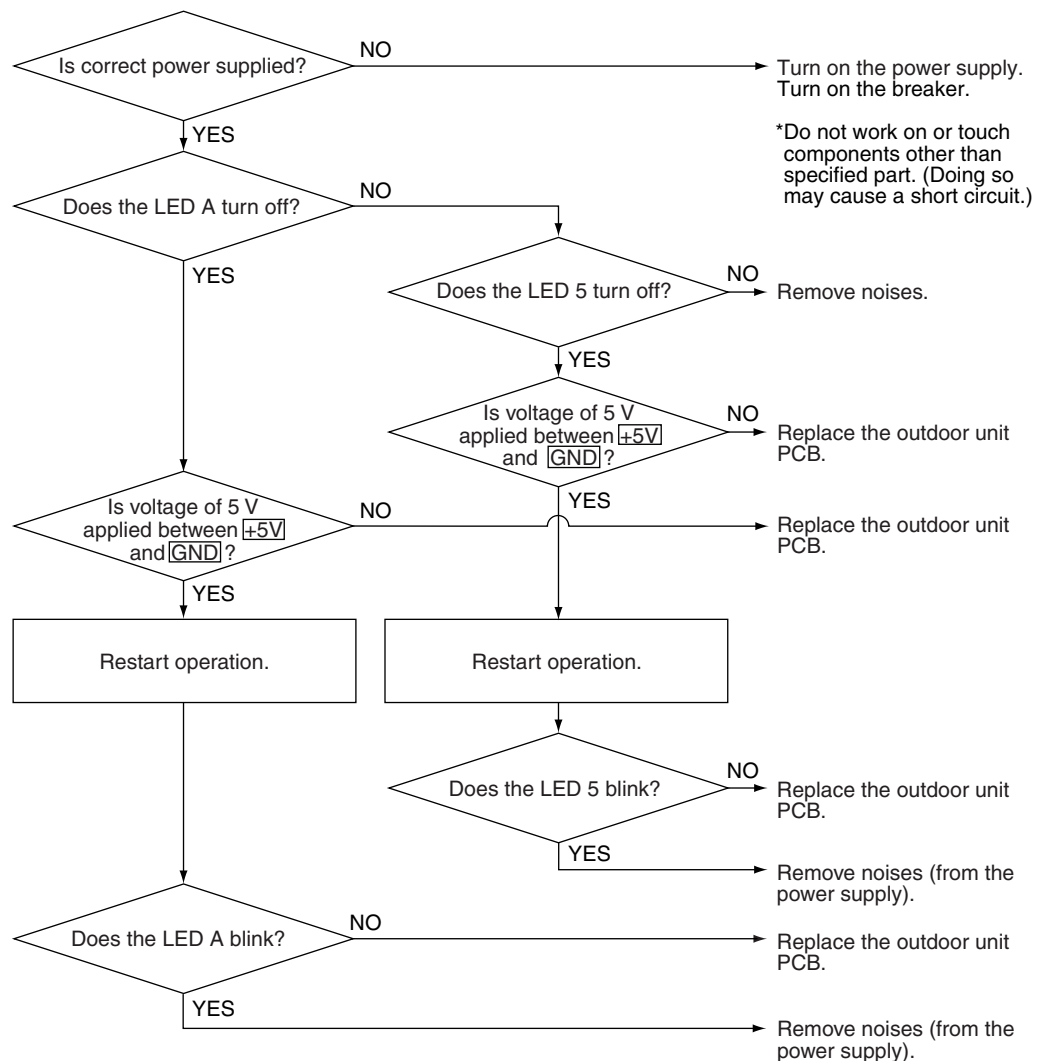 Is correct power supplied?
NO
Turn on the power supply.
Turn on the breaker.
*Do not work on or touch
components other than
specified part. (Doing so
may cause a short circuit.)
YES
Does the LED A turn off?
NO
YES
Does the LED 5 turn off?
NO
Remove noises.
YES
Is voltage of 5 V
applied between +5V
and GND ?
NO
Replace the outdoor unit
PCB.
YES
Is voltage of 5 V
applied between +5V
and GND ?
NO
Replace the outdoor unit
PCB.
YES
Restart operation.
Restart operation.
Does the LED 5 blink?
NO
Replace the outdoor unit
PCB.
YES
Remove noises (from the
power supply).
Does the LED A blink?
NO
Replace the outdoor unit
PCB.
YES
Remove noises (from the
power supply).